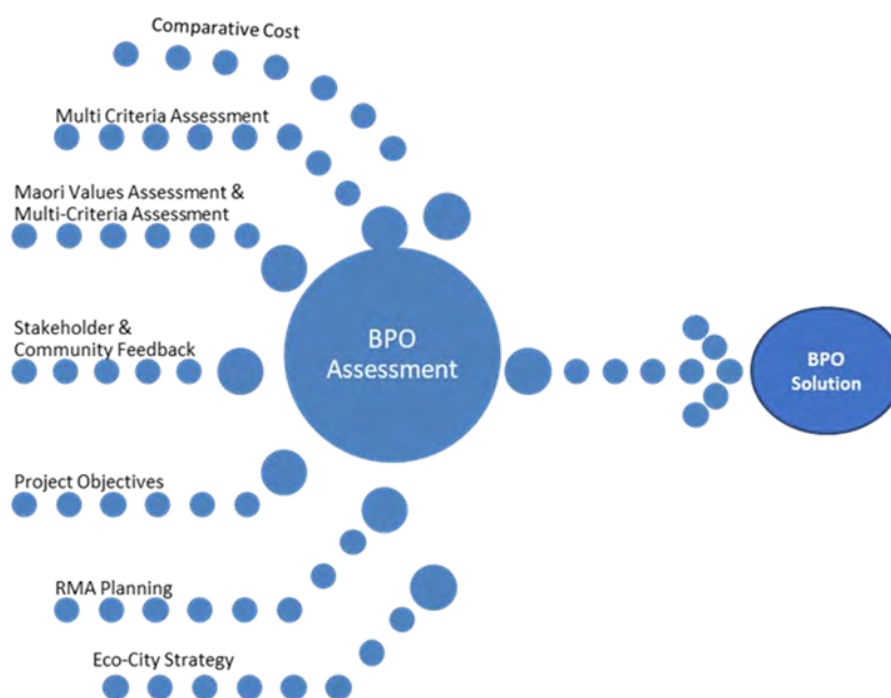 Comparative Cost
Multi Criteria Assessment
Maori Values Assessment &
Multi-Criteria Assessment
Stakeholder &
Community Feedback
Project Objectives
RMA Planning
Eco-City Strategy
BPO
Assessment
BPO
Solution